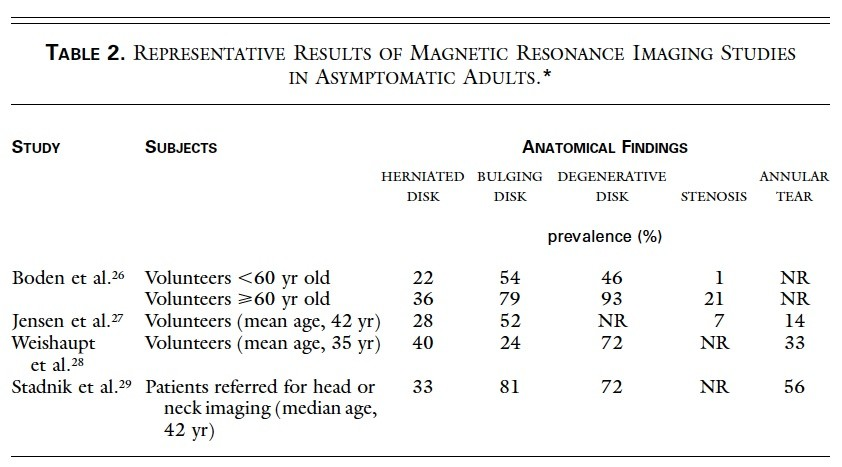 TABLE 2. REPRESENTATIVE RESULTS OF MAGNETIC RESONANCE IMAGING STUDIES
IN ASYMPTOMATIC ADULTS.*
STUDY SUBJECTS ANATOMICAL FINDINGS
HERNIATED BULGING DEGENERATIVE ANNULAR
DISK DISK DISK STENOSIS TEAR
prevalence (%)
Boden et al.²⁶ Volunteers <60 yr old 22 54 46 1 NR
Volunteers ⩾60 yr old 36 79 93 21 NR
Jensen et al.²⁷ Volunteers (mean age, 42 yr) 28 52 NR 7 14
Weishaupt Volunteers (mean age, 35 yr) 40 24 72 NR 33
et al.²⁸
Stadnik et al.²⁹ Patients referred for head or 33 81 72 NR 56
neck imaging (median age,
42 yr)